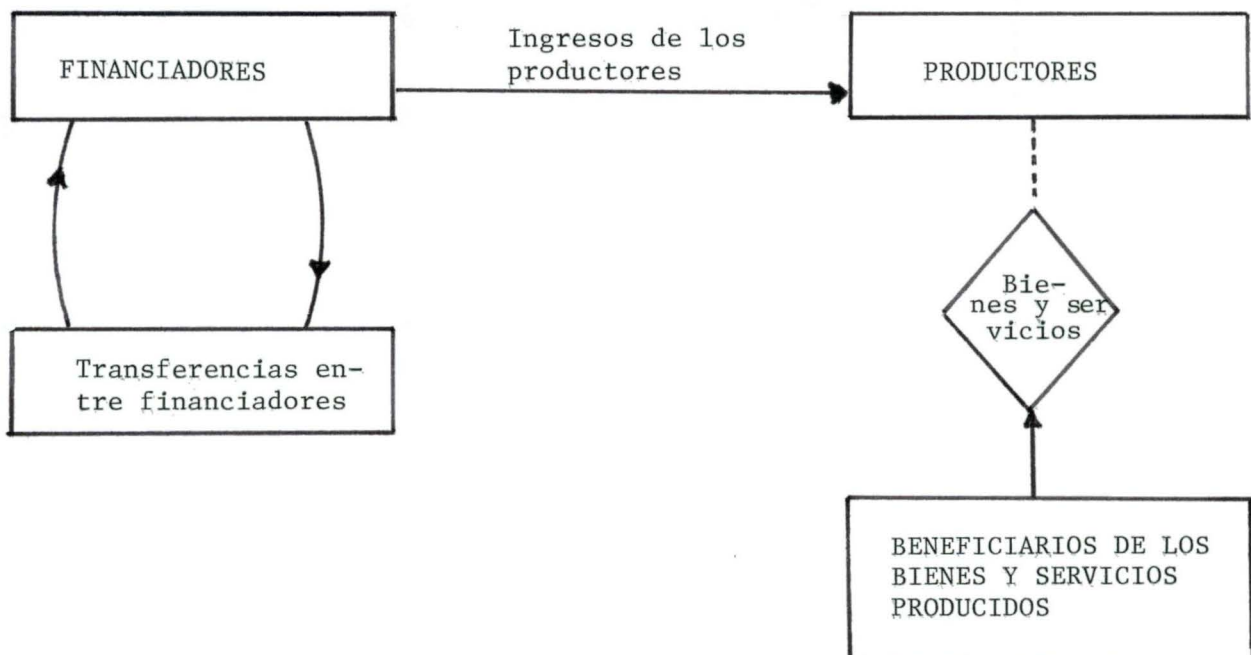 FINANCIADORES
Ingresos de los
productores
PRODUCTORES
Bie-
nes y ser
vicios
Transferencias en-
tre financiadores
BENEFICIARIOS DE LOS
BIENES Y SERVICIOS
PRODUCIDOS